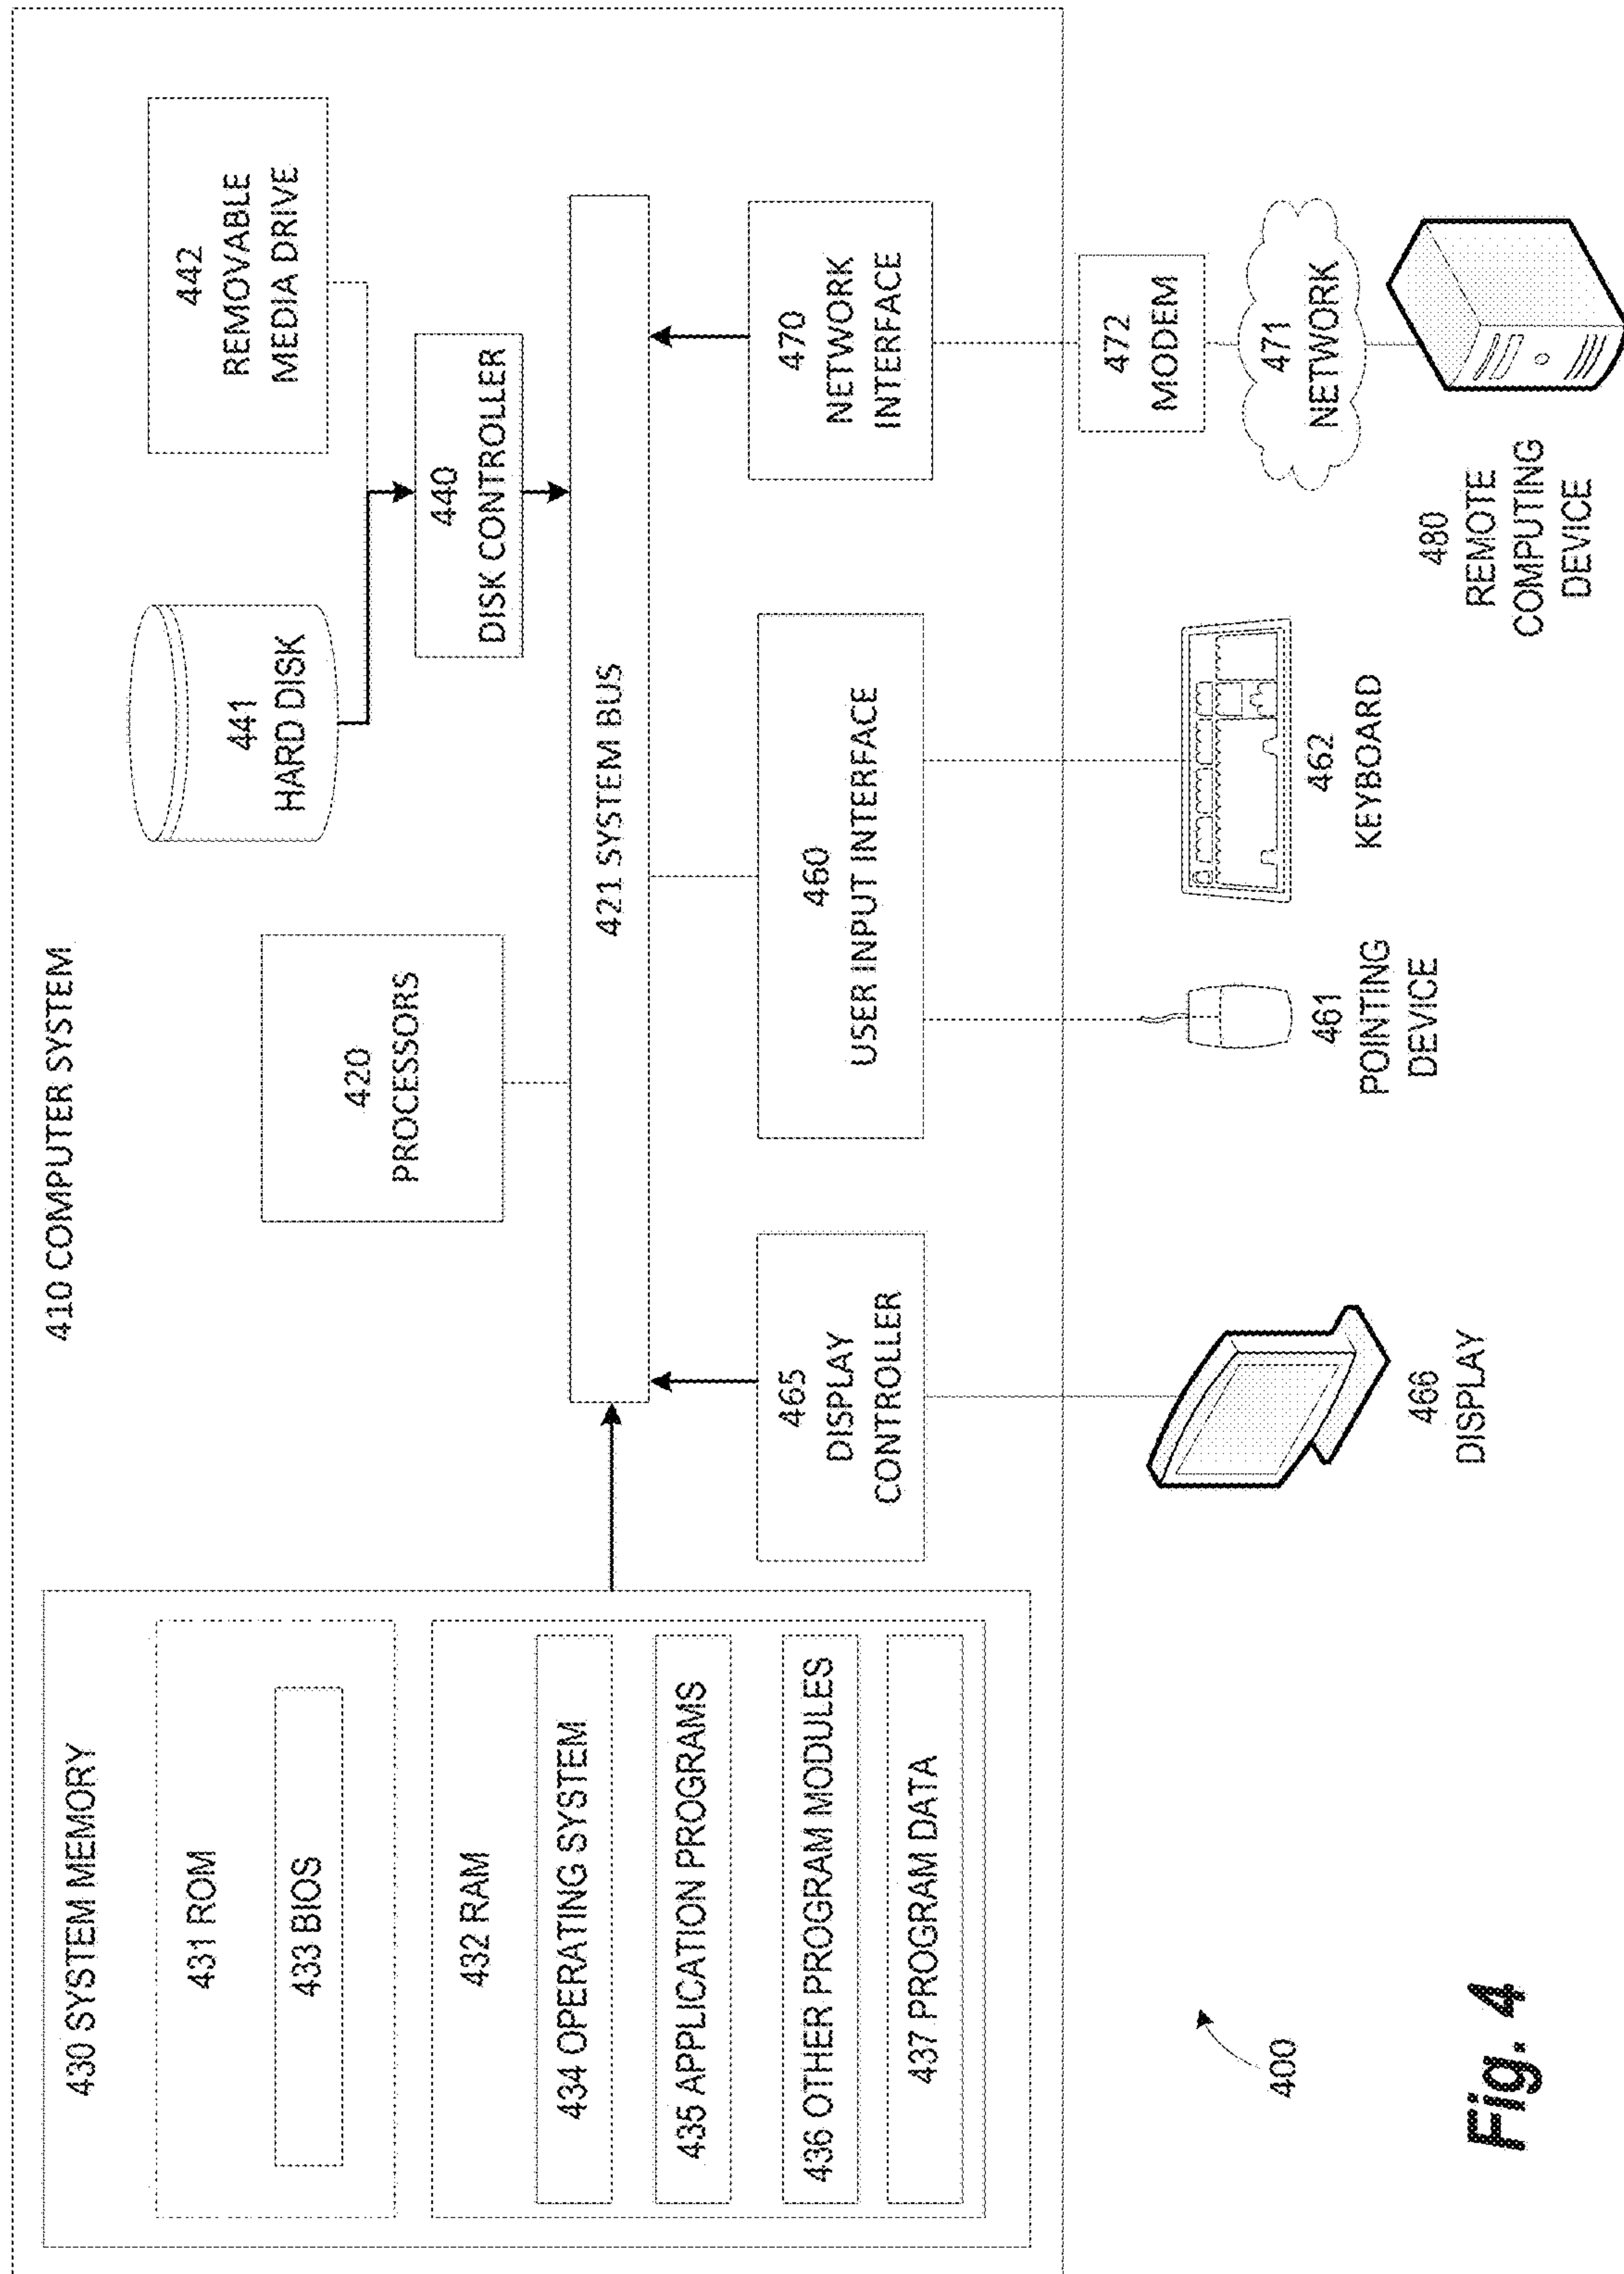 410 COMPUTER SYSTEM
430 SYSTEM MEMORY
431 ROM
433 BIOS
432 RAM
434 OPERATING SYSTEM
435 APPLICATION PROGRAMS
436 OTHER PROGRAM MODULES
437 PROGRAM DATA
420
PROCESSORS
441
HARD DISK
442
REMOVABLE
MEDIA DRIVE
440
DISK CONTROLLER
421 SYSTEM BUS
465
DISPLAY
CONTROLLER
460
USER INPUT INTERFACE
470
NETWORK
INTERFACE
472
MODEM
471
NETWORK
466
DISPLAY
461
POINTING
DEVICE
462
KEYBOARD
480
REMOTE
COMPUTING
DEVICE
400
Fig. 4